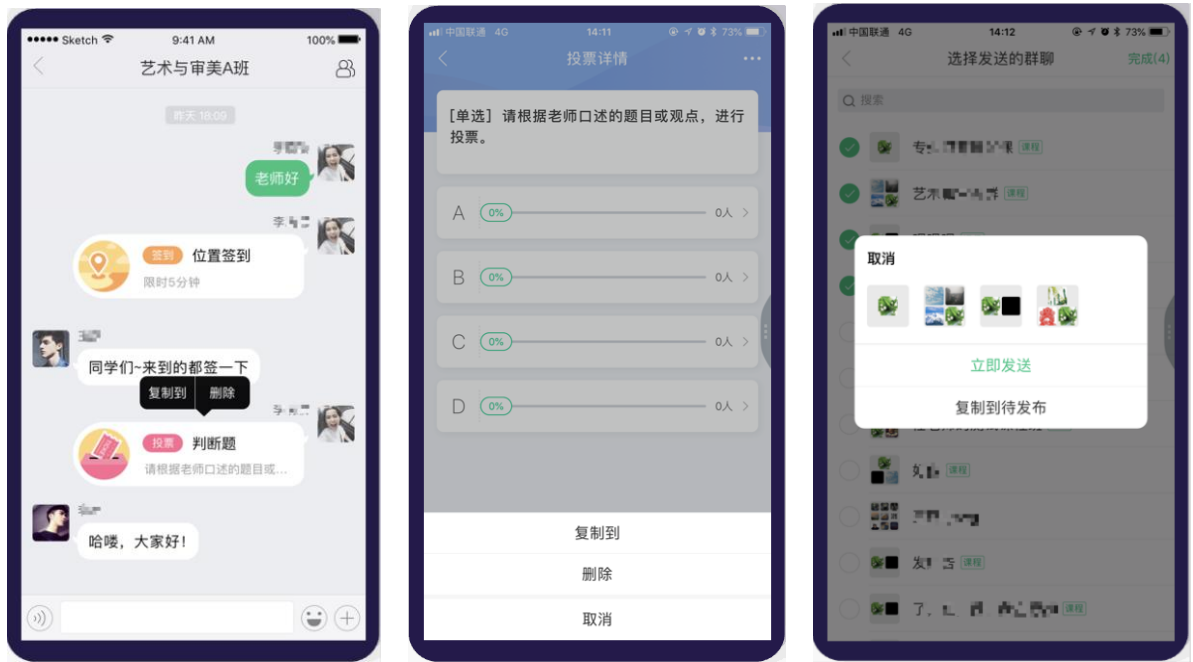 Sketch 9:41 AM 100%
艺术与审美A班
昨天 18:09
老师好
签到 位置签到
限时5分钟
同学们~来到的都签一下
复制到 删除
投票 判断题
请根据老师口述的题目或...
哈喽，大家好!
中国联通 4G 14:11 73%
投票详情
[单选] 请根据老师口述的题目或观点，进行
投票。
A 0% 0人
B 0% 0人
C 0% 0人
D 0% 0人
复制到
删除
取消
中国联通 4G 14:12 73%
选择发送的群聊 完成(4)
搜索
课程
艺术 课程
取消
立即发送
复制到待发布
课程
发 课程
了, 课程